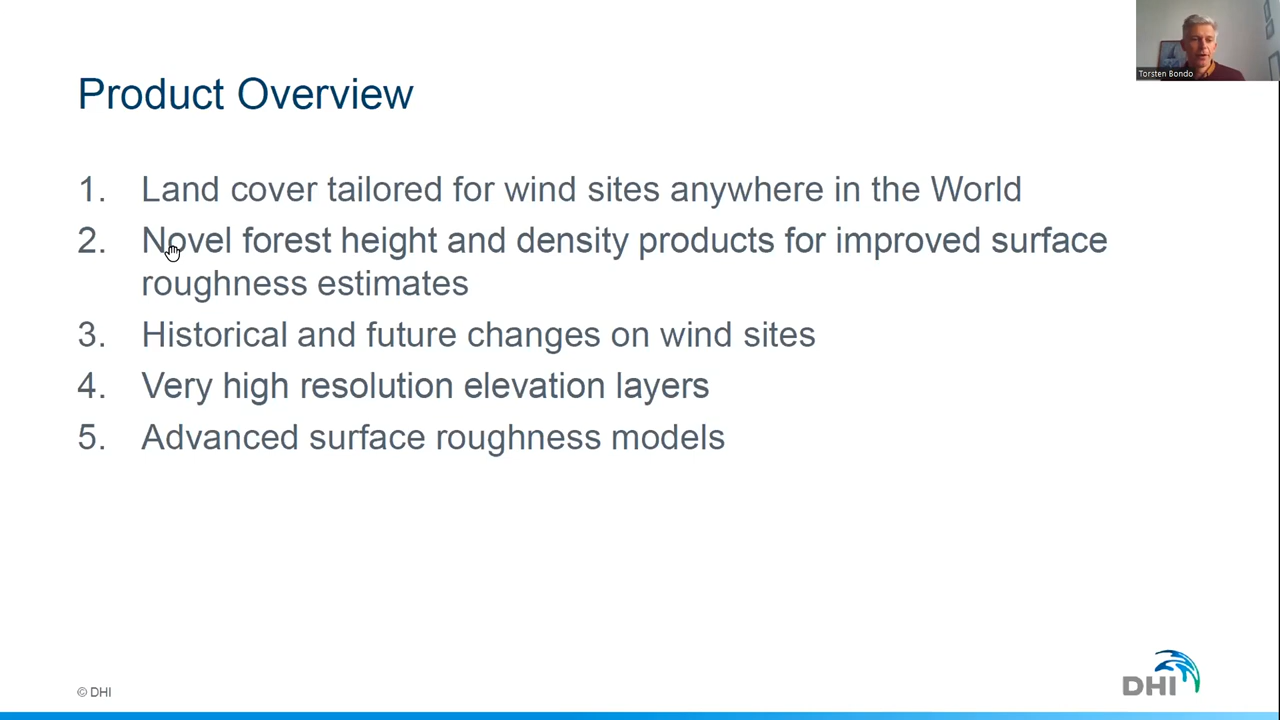 Torsten Bondo
Product Overview
1. Land cover tailored for wind sites anywhere in the World
2. Novel forest height and density products for improved surface
roughness estimates
3. Historical and future changes on wind sites
4. Very high resolution elevation layers
5. Advanced surface roughness models
© DHI
DHI